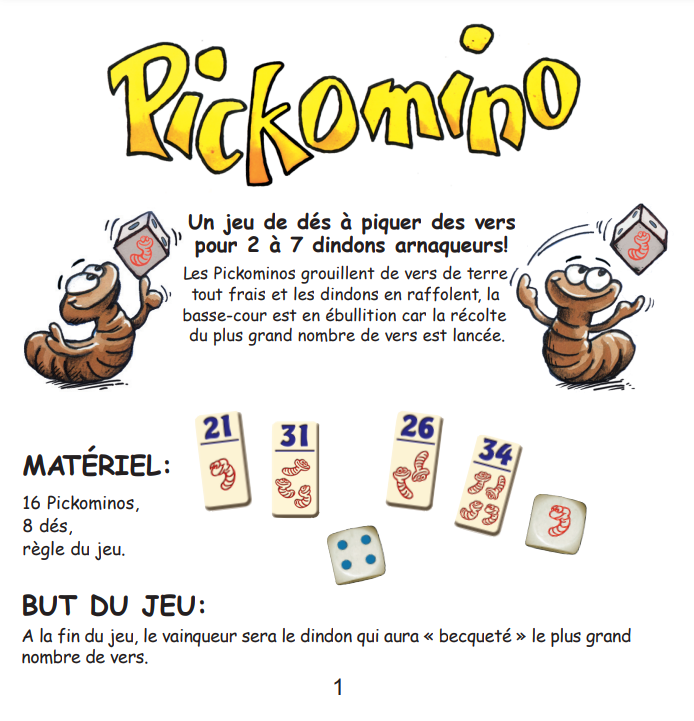 Pickomino
Un jeu de dés à piquer des vers
pour 2 à 7 dindons arnaqueurs!
Les Pickominos grouillent de vers de terre
tout frais et les dindons en raffolent, la
basse-cour est en ébullition car la récolte
du plus grand nombre de vers est lancée.
21
31
26
34
MATÉRIEL:
16 Pickominos,
8 dés,
règle du jeu.
BUT DU JEU:
A la fin du jeu, le vainqueur sera le dindon qui aura « becqueté » le plus grand
nombre de vers.
1